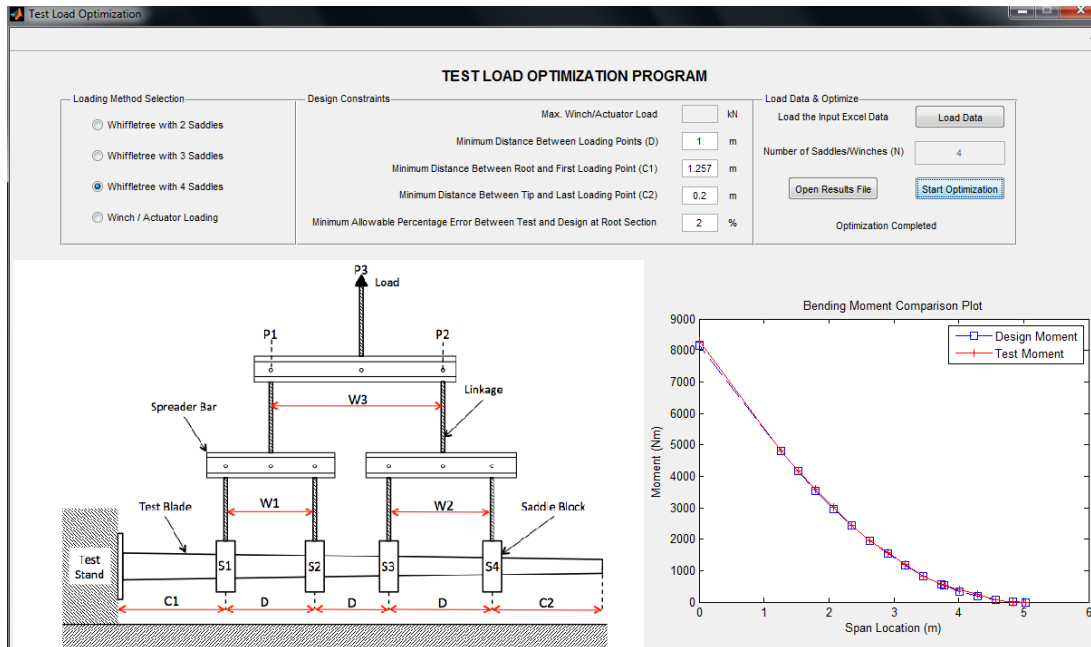 Test Load Optimization
TEST LOAD OPTIMIZATION PROGRAM
Loading Method Selection
Whiffletree with 2 Saddles
Whiffletree with 3 Saddles
Whiffletree with 4 Saddles
Winch / Actuator Loading
Design Constraints
Max. Winch/Actuator Load kN
Minimum Distance Between Loading Points (D) 1 m
Minimum Distance Between Root and First Loading Point (C1) 1.257 m
Minimum Distance Between Tip and Last Loading Point (C2) 0.2 m
Minimum Allowable Percentage Error Between Test and Design at Root Section 2 %
Load Data & Optimize
Load the Input Excel Data Load Data
Number of Saddles/Winches (N) 4
Open Results File Start Optimization
Optimization Completed
P3
Load
P1 P2
W3
Linkage
Spreader Bar
W1 W2
Test Blade Saddle Block
Test
Stand
S1 S2 S3 S4
C1 D D D C2
Bending Moment Comparison Plot
Design Moment
Test Moment
Moment (Nm)
9000
8000
7000
6000
5000
4000
3000
2000
1000
0
0 1 2 3 4 5 6
Span Location (m)